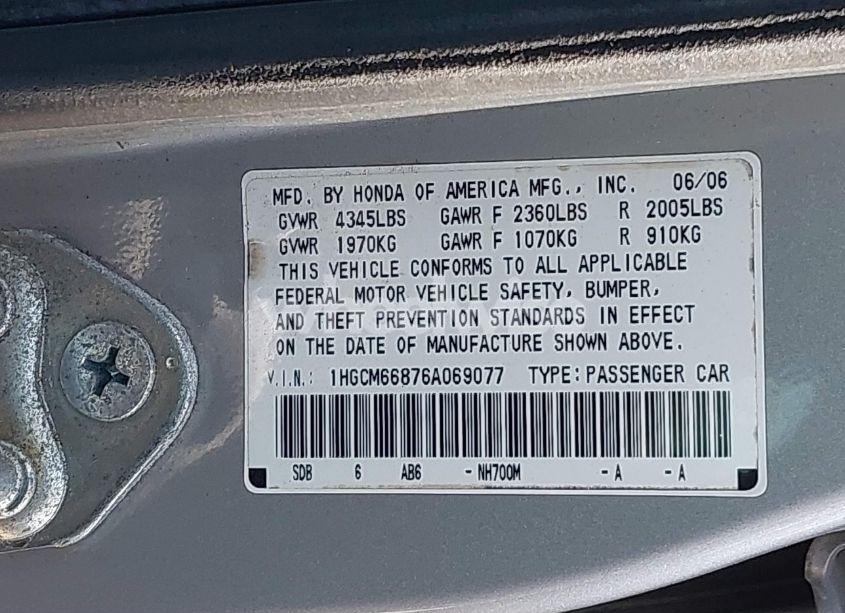 MFD. BY HONDA OF AMERICA MFG., INC. 06/06
GVWR 4345LBS GAWR F 2360LBS R 2005LBS
GVWR 1970KG GAWR F 1070KG R 910KG
THIS VEHICLE CONFORMS TO ALL APPLICABLE
FEDERAL MOTOR VEHICLE SAFETY, BUMPER,
AND THEFT PREVENTION STANDARDS IN EFFECT
ON THE DATE OF MANUFACTURE SHOWN ABOVE.
V.I.N.: 1HGCM66876A069077 TYPE: PASSENGER CAR
SDB 6 AB6 - NH700M - A - A